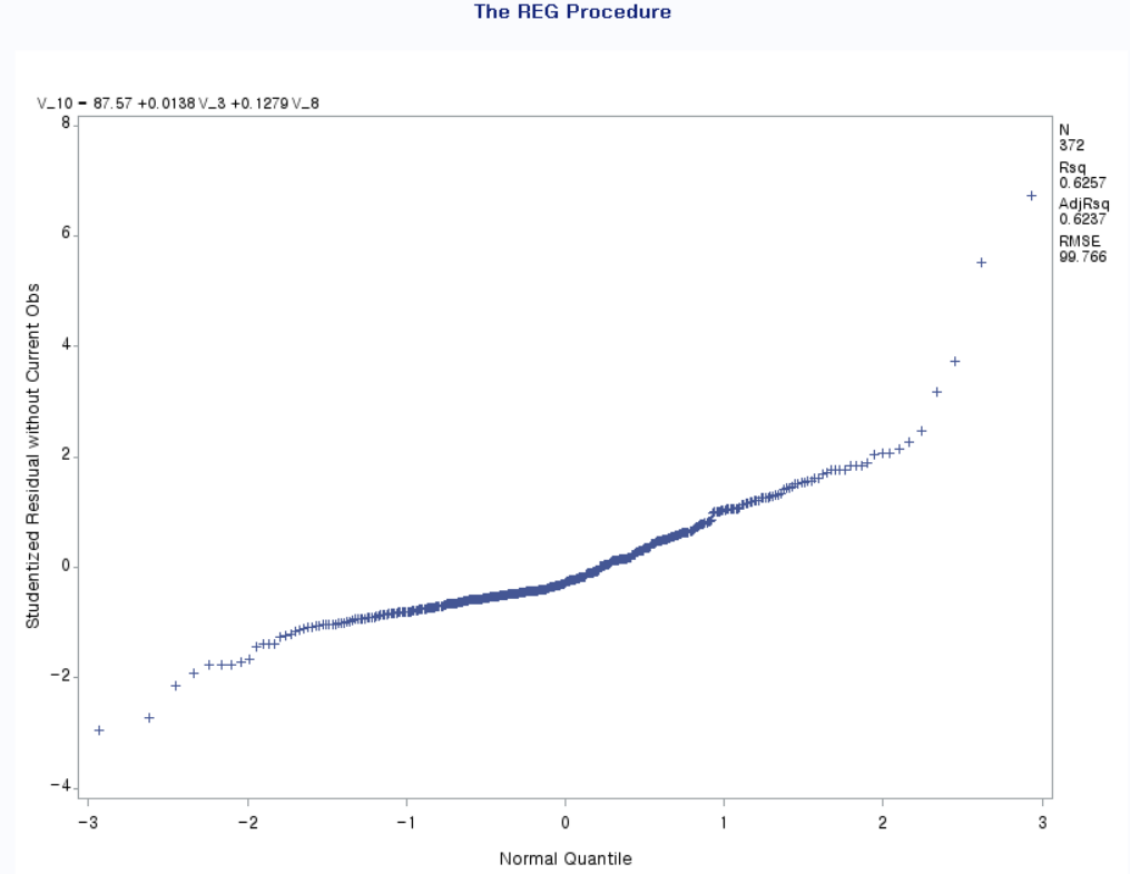 The REG Procedure
V_10 = 87.57 +0.0138 V_3 +0.1279 V_8
N
372
Rsq
0.6257
AdjRsq
0.6237
RMSE
99.766
8
6
4
2
0
−2
−4
Studentized Residual without Current Obs
−3 −2 −1 0 1 2 3
Normal Quantile